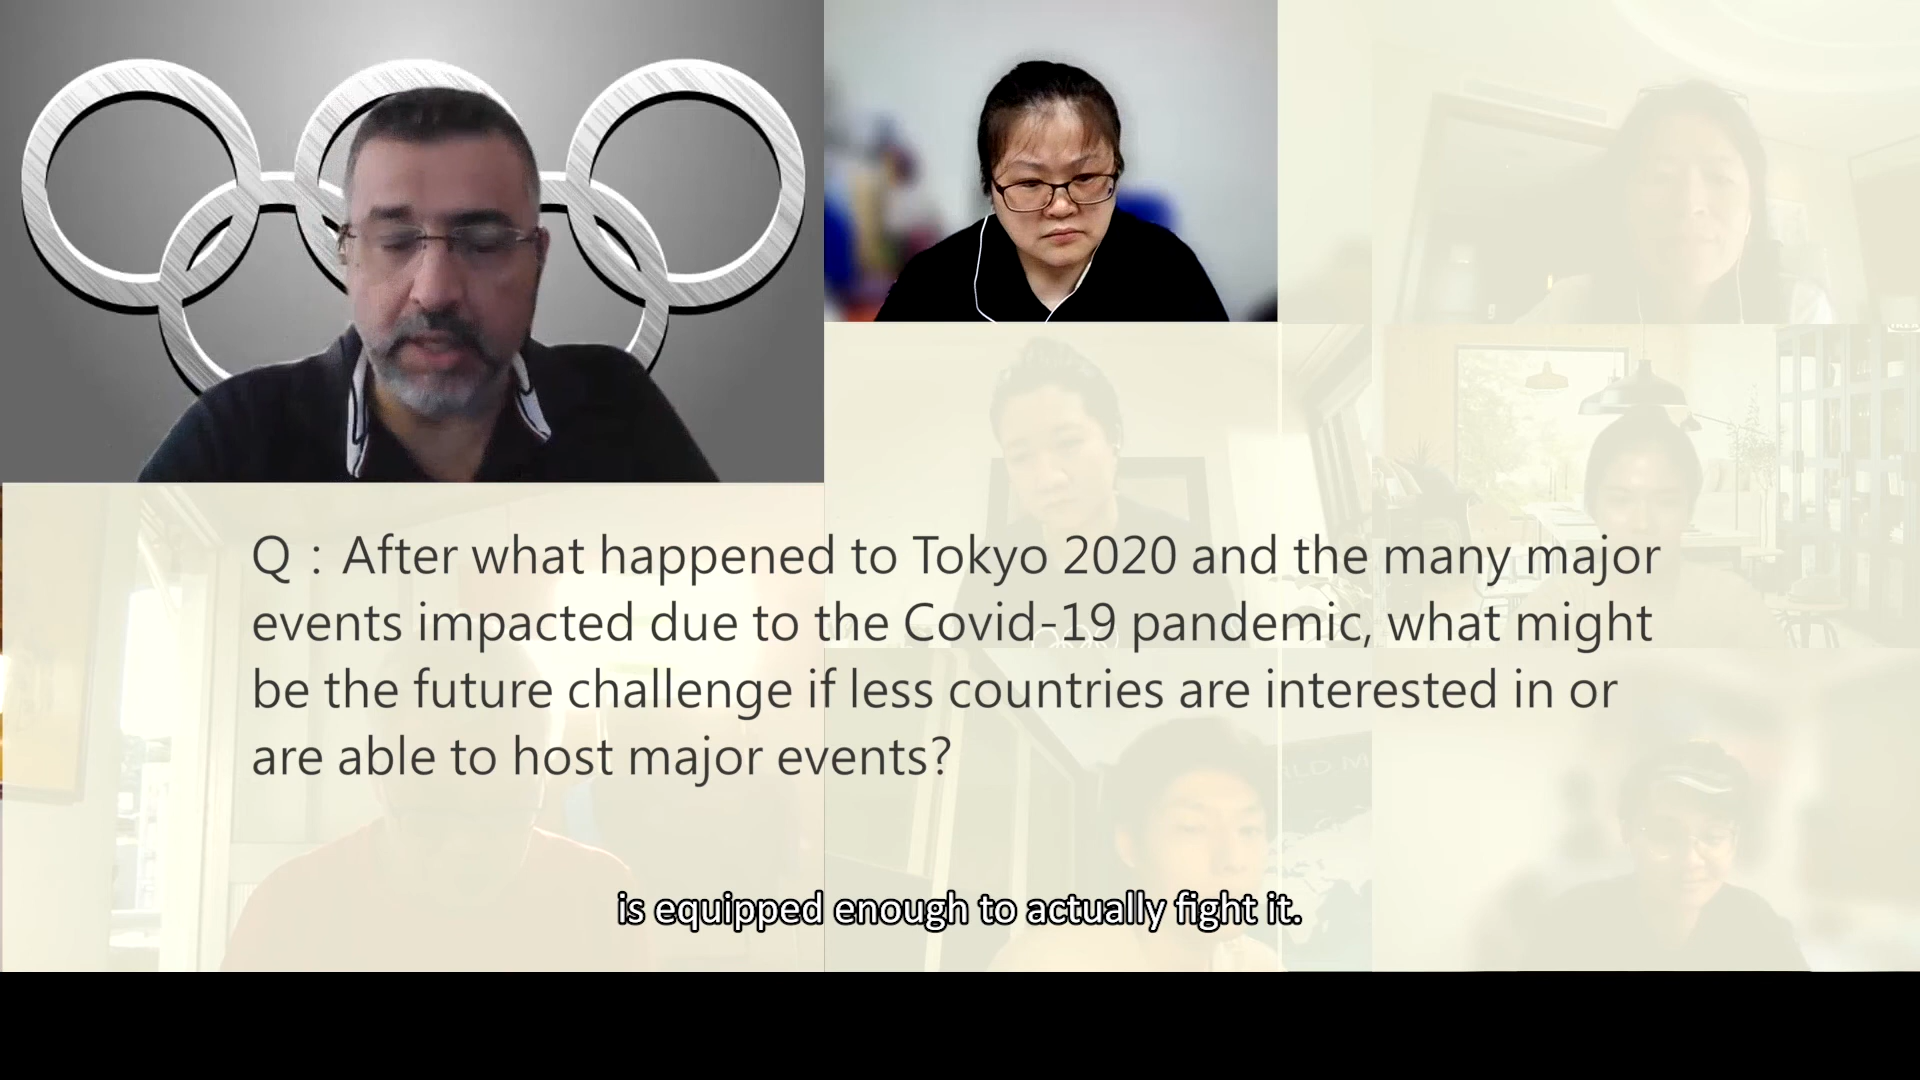 Q : After what happened to Tokyo 2020 and the many major
events impacted due to the Covid-19 pandemic, what might
be the future challenge if less countries are interested in or
are able to host major events?
is equipped enough to actually fight it.